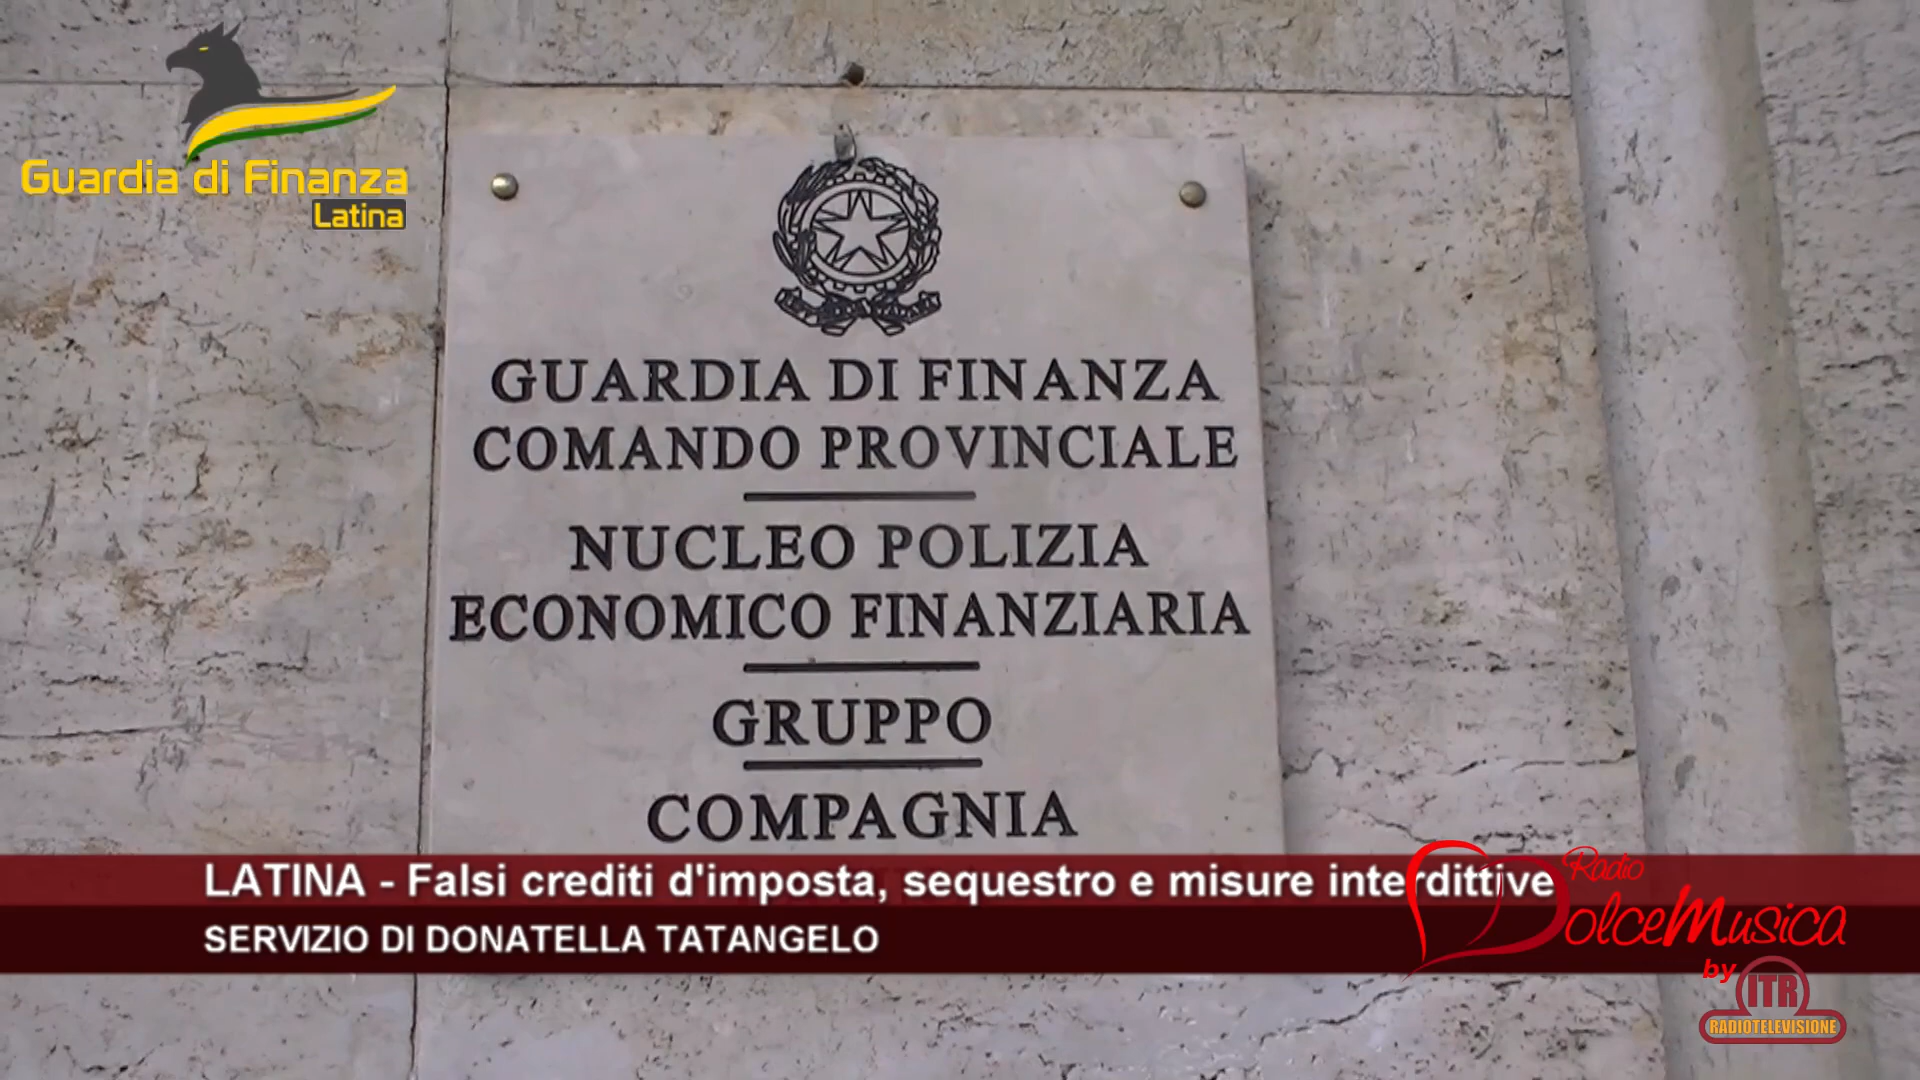 Guardia di Finanza
Latina
GUARDIA DI FINANZA
COMANDO PROVINCIALE
NUCLEO POLIZIA
ECONOMICO FINANZIARIA
GRUPPO
COMPAGNIA
LATINA - Falsi crediti d'imposta, sequestro e misure interdittive
SERVIZIO DI DONATELLA TATANGELO
Radio
DolceMusica
by
ITR
RADIOTELEVISIONE